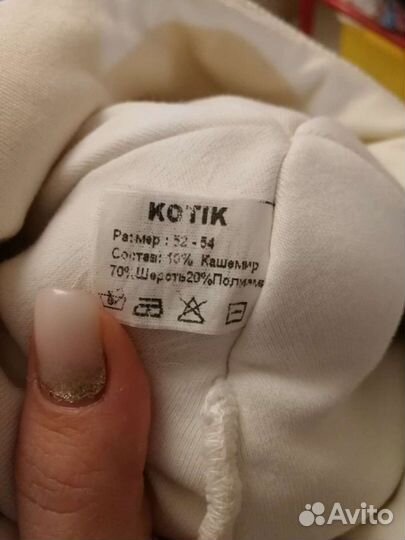 KOTIK
Размер : 52 - 54
Состав: 10% Кашемир
70%Шерсть20%Полиам
Avito